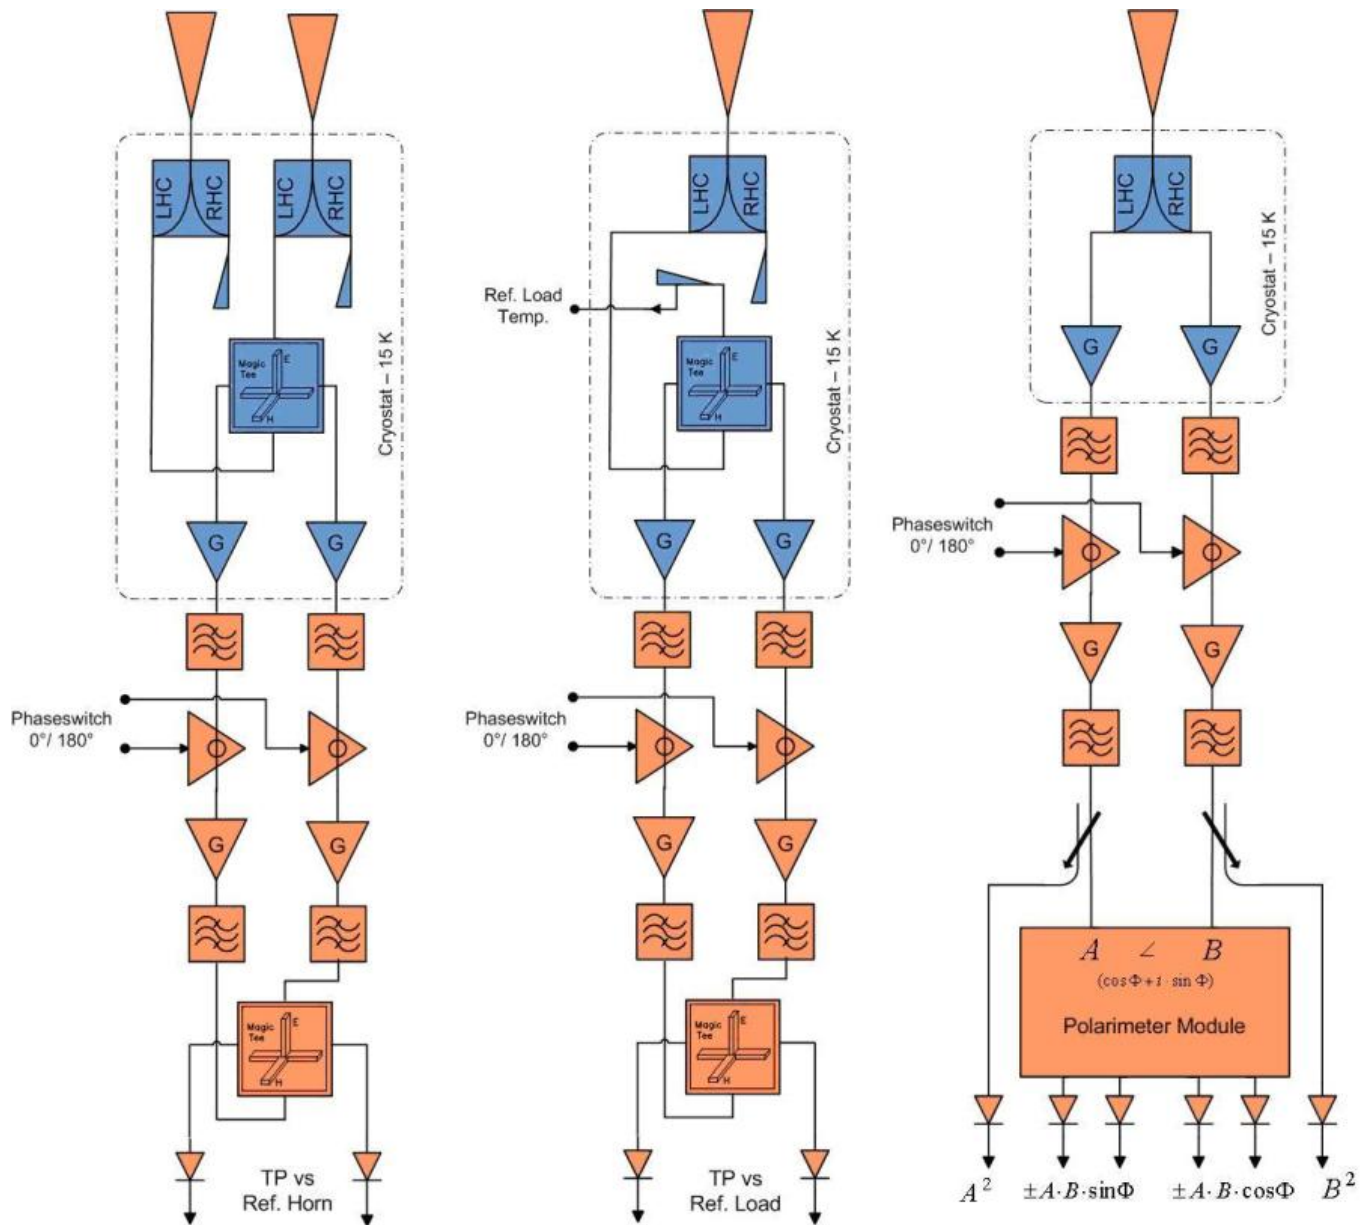 LHC
RHC
LHC
RHC
Magic
Tee
E
H
Cryostat – 15 K
G
G
Phaseswitch
0°/ 180°
O
O
G
G
Magic
Tee
E
H
TP vs
Ref. Horn
LHC
RHC
Ref. Load
Temp.
Magic
Tee
E
H
Cryostat – 15 K
G
G
Phaseswitch
0°/ 180°
O
O
G
G
Magic
Tee
E
H
TP vs
Ref. Load
LHC
RHC
Cryostat – 15 K
G
G
Phaseswitch
0°/ 180°
O
O
G
G
A ∠ B
(cosΦ+i·sinΦ)
Polarimeter Module
A² ±A·B·sinΦ ±A·B·cosΦ B²